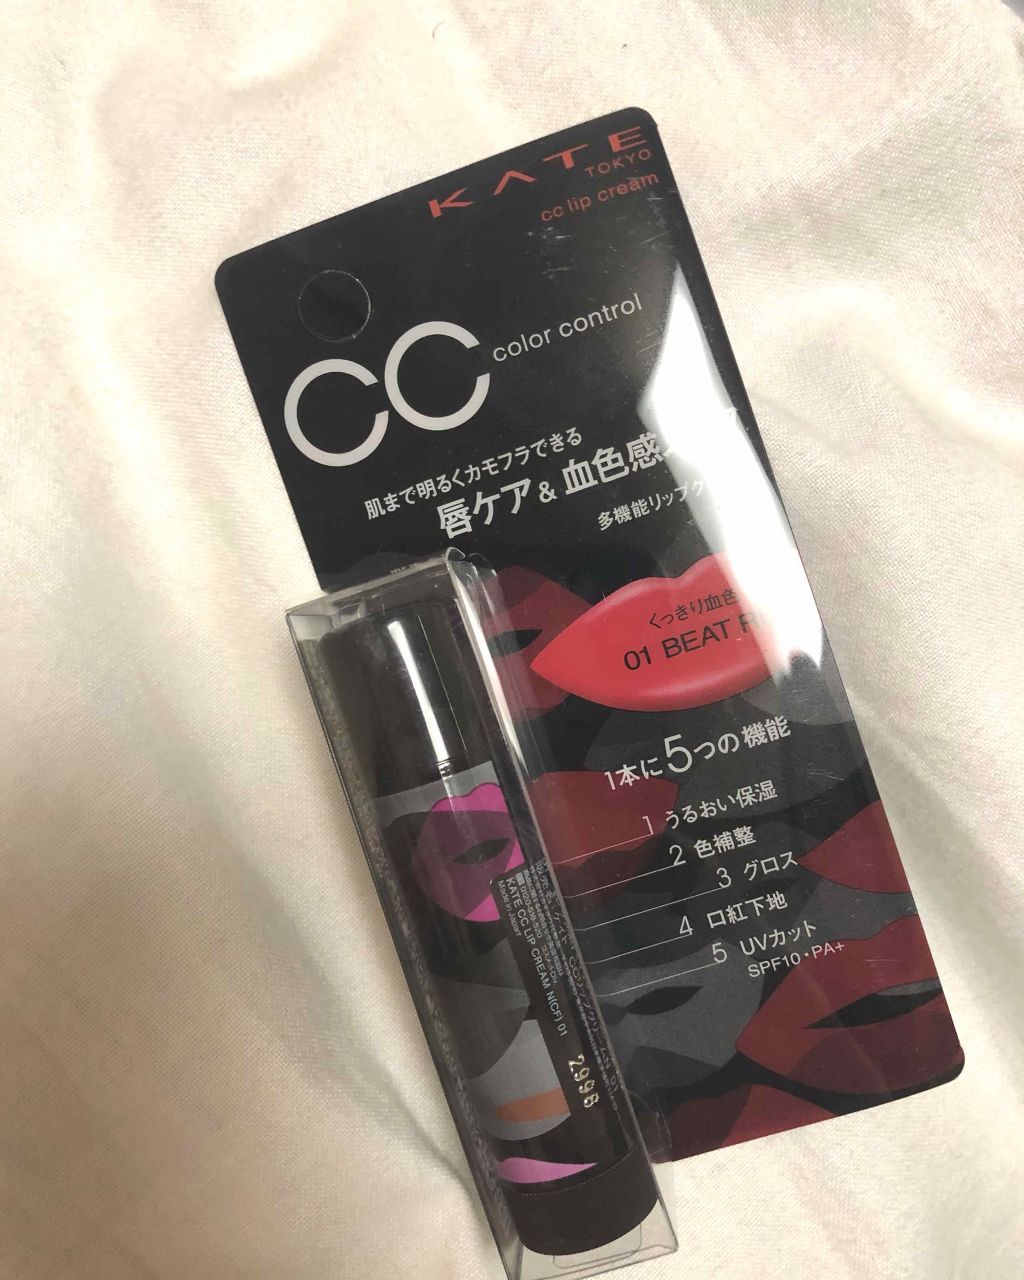 KATE
TOKYO
cc lip cream
CC color control
肌まで明るくカモフラできる
唇ケア&血色感
多機能リップク
くっきり血色
01 BEAT
1本に5つの機能
1 うるおい保湿
2 色補整
3 グロス
4 口紅下地
5 UVカット
SPF10・PA+
KATE CC LIP CREAM N(CF) 01
Made in Japan
2998